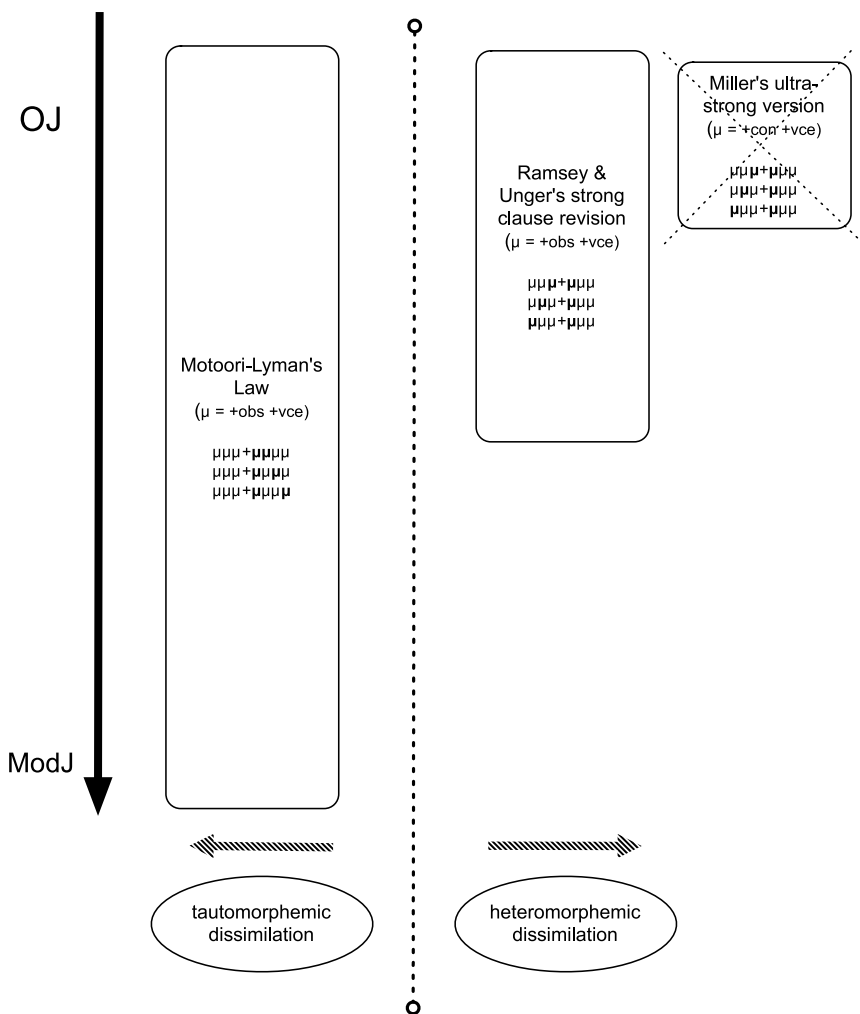 OJ
ModJ
Motoori-Lyman's
Law
(μ = +obs +vce)
μμμ+μμμμ
μμμ+μμμμ
μμμ+μμμμ
Ramsey &
Unger's strong
clause revision
(μ = +obs +vce)
μμμ+μμμ
μμμ+μμμ
μμμ+μμμ
Miller's ultra-
strong version
(μ = +con +vce)
μμμ+μμμ
μμμ+μμμ
μμμ+μμμ
tautomorphemic
dissimilation
heteromorphemic
dissimilation